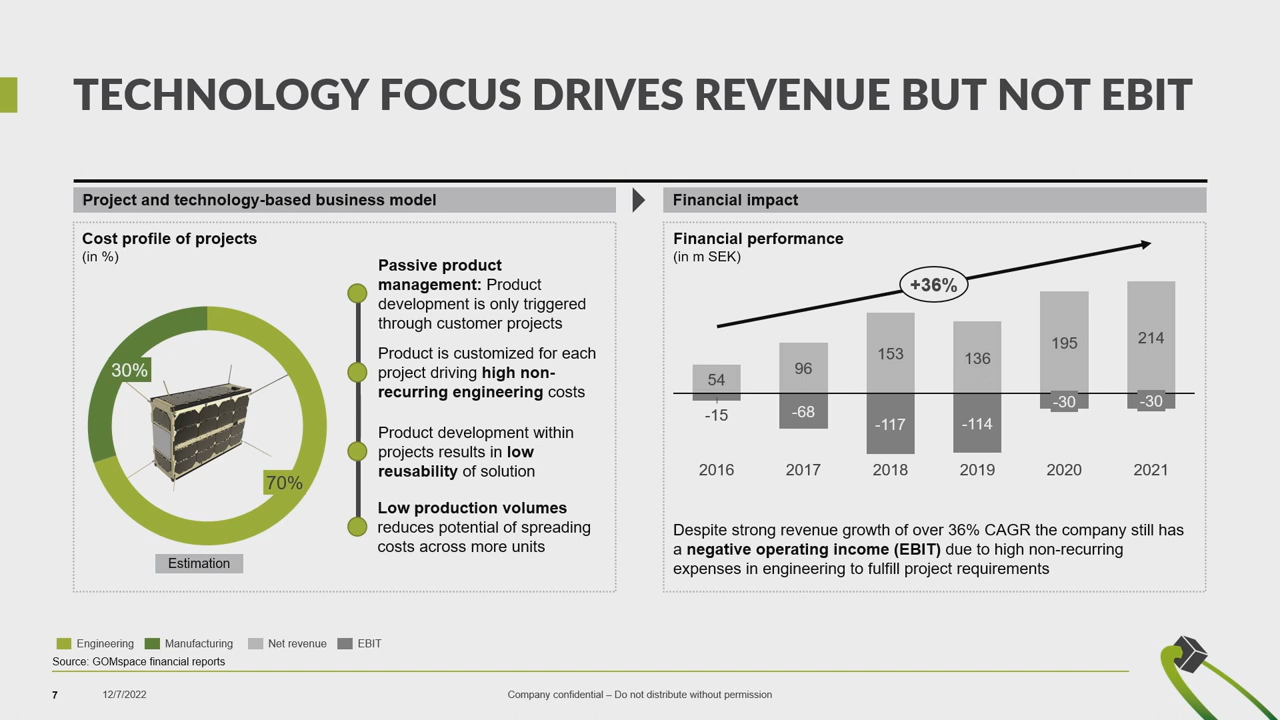 TECHNOLOGY FOCUS DRIVES REVENUE BUT NOT EBIT
Project and technology-based business model
Cost profile of projects
(in %)
30%
70%
Estimation
Passive product
management: Product
development is only triggered
through customer projects
Product is customized for each
project driving high non-
recurring engineering costs
Product development within
projects results in low
reusability of solution
Low production volumes
reduces potential of spreading
costs across more units
Financial impact
Financial performance
(in m SEK)
+36%
54 96 153 136 195 214
-15 -68 -117 -114 -30 -30
2016 2017 2018 2019 2020 2021
Despite strong revenue growth of over 36% CAGR the company still has
a negative operating income (EBIT) due to high non-recurring
expenses in engineering to fulfill project requirements
Engineering Manufacturing Net revenue EBIT
Source: GOMspace financial reports
7 12/7/2022 Company confidential – Do not distribute without permission